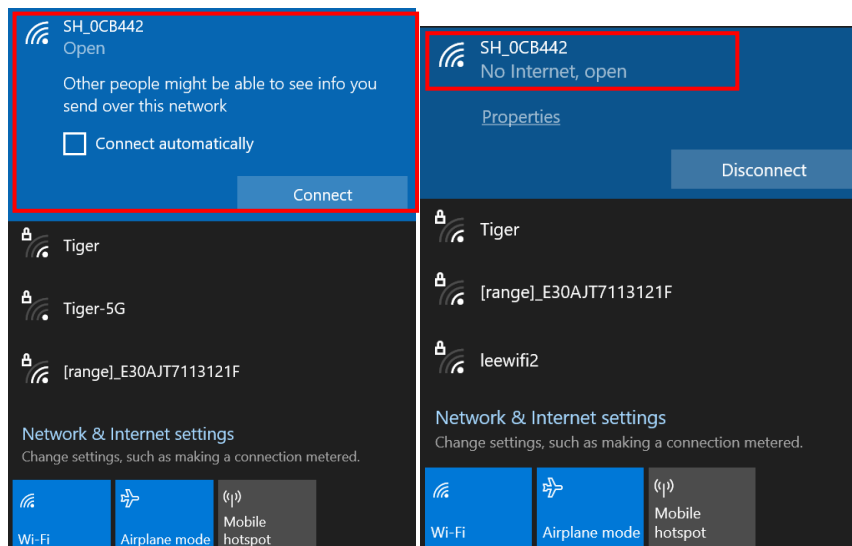 SH_0CB442
Open
Other people might be able to see info you
send over this network
Connect automatically
Connect
Tiger
Tiger-5G
[range]_E30AJT7113121F
Network & Internet settings
Change settings, such as making a connection metered.
Wi-Fi
Airplane mode
Mobile
hotspot
SH_0CB442
No Internet, open
Properties
Disconnect
Tiger
[range]_E30AJT7113121F
leewifi2
Network & Internet settings
Change settings, such as making a connection metered.
Wi-Fi
Airplane mode
Mobile
hotspot